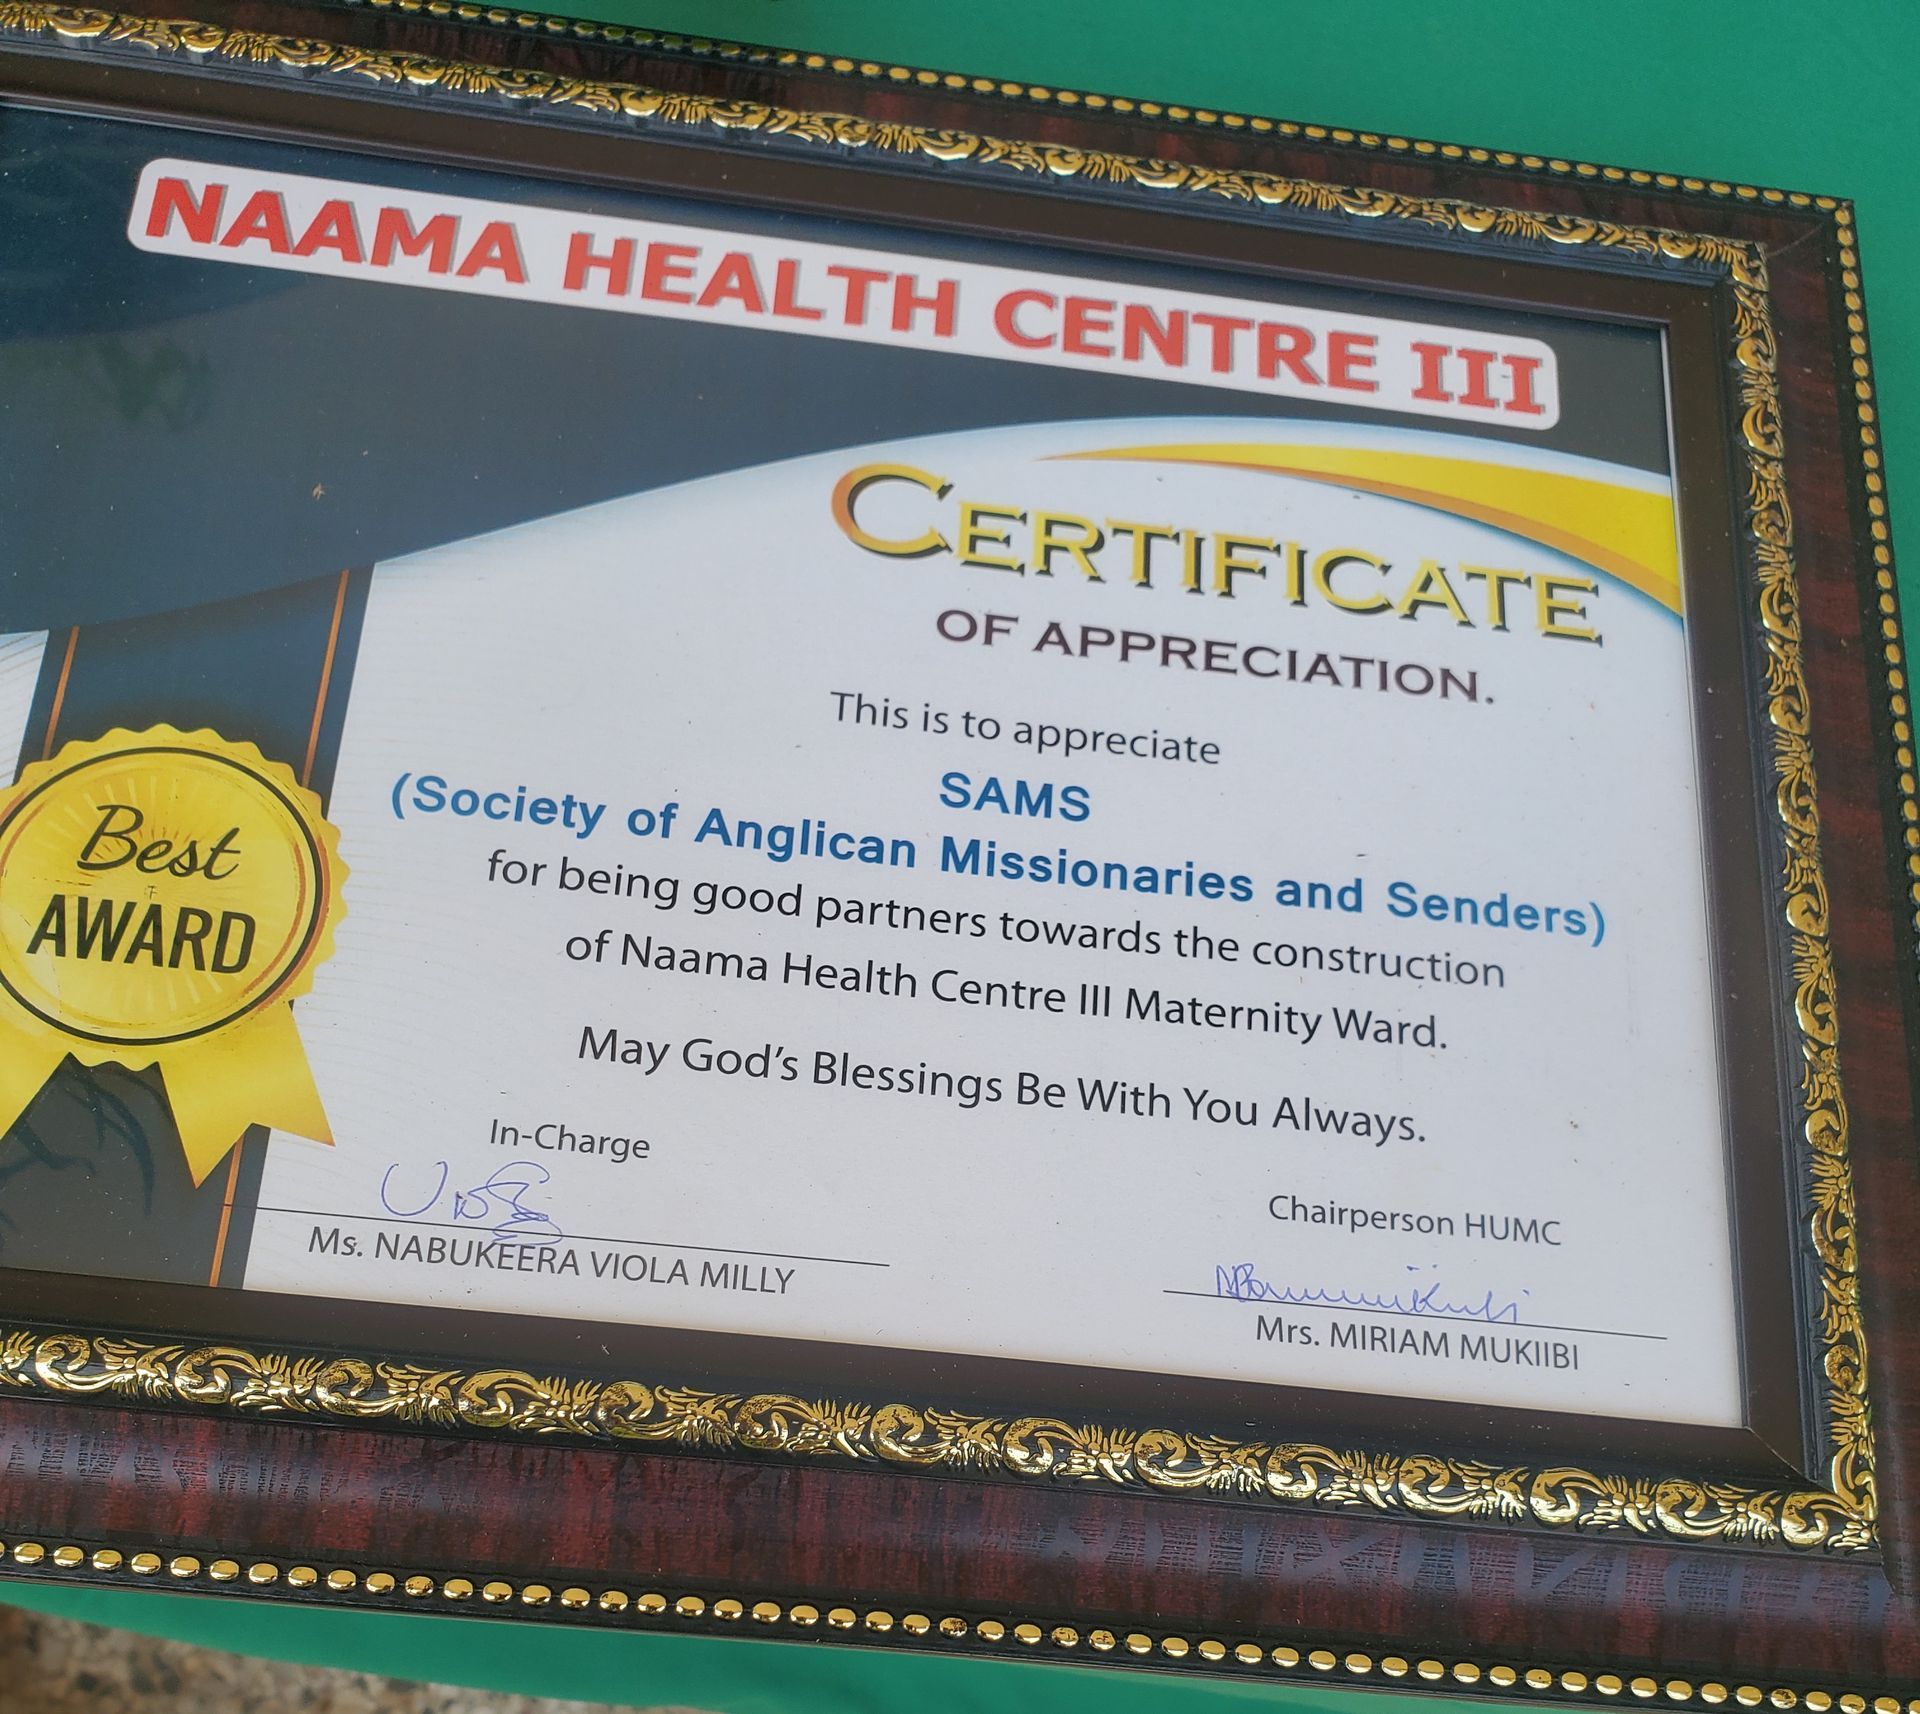 NAAMA HEALTH CENTRE III
CERTIFICATE
OF APPRECIATION.
This is to appreciate
SAMS
(Society of Anglican Missionaries and Senders)
for being good partners towards the construction
of Naama Health Centre III Maternity Ward.
May God's Blessings Be With You Always.
Best
AWARD
In-Charge
Ms. NABUKEERA VIOLA MILLY
Chairperson HUMC
Mrs. MIRIAM MUKIIBI